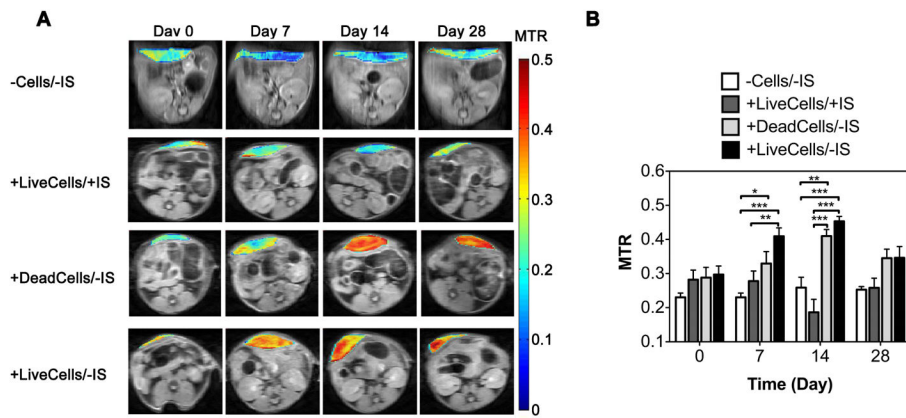 A
Dav 0 Day 7 Day 14 Day 28 MTR
-Cells/-IS
+LiveCells/+IS
+DeadCells/-IS
+LiveCells/-IS
0.5
0.4
0.3
0.2
0.1
0
B
-Cells/-IS
+LiveCells/+IS
+DeadCells/-IS
+LiveCells/-IS
MTR
0.6
0.5
0.4
0.3
0.2
0.1
*
***
**
**
***
***
***
0 7 14 28
Time (Day)